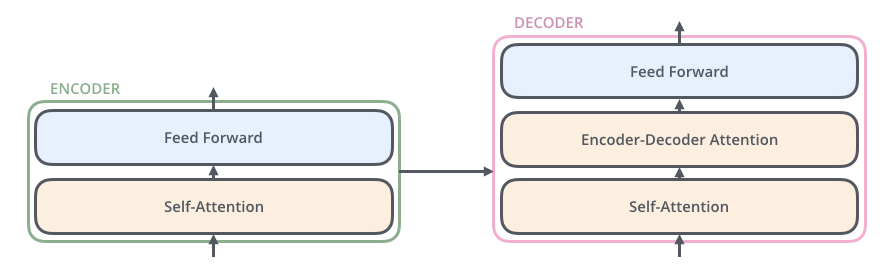 ENCODER
Feed Forward
Self-Attention
DECODER
Feed Forward
Encoder-Decoder Attention
Self-Attention